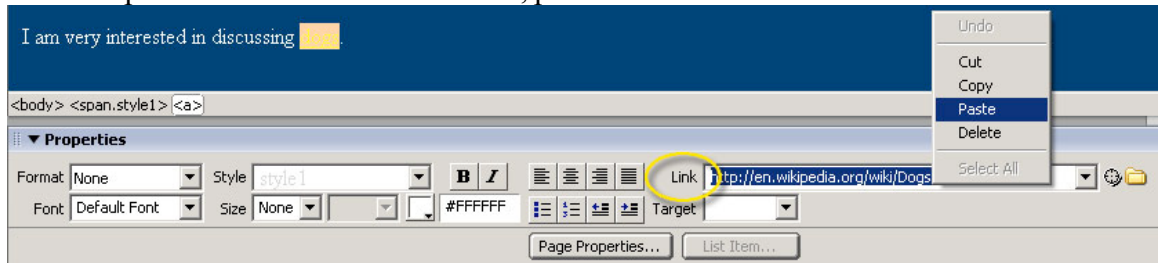 I am very interested in discussing dogs.
Undo
Cut
Copy
Paste
Delete
Select All
<body> <span.style1> <a>
Properties
Format None Style style1 B I Link http://en.wikipedia.org/wiki/Dogs
Font Default Font Size None #FFFFFF Target
Page Properties... List Item...